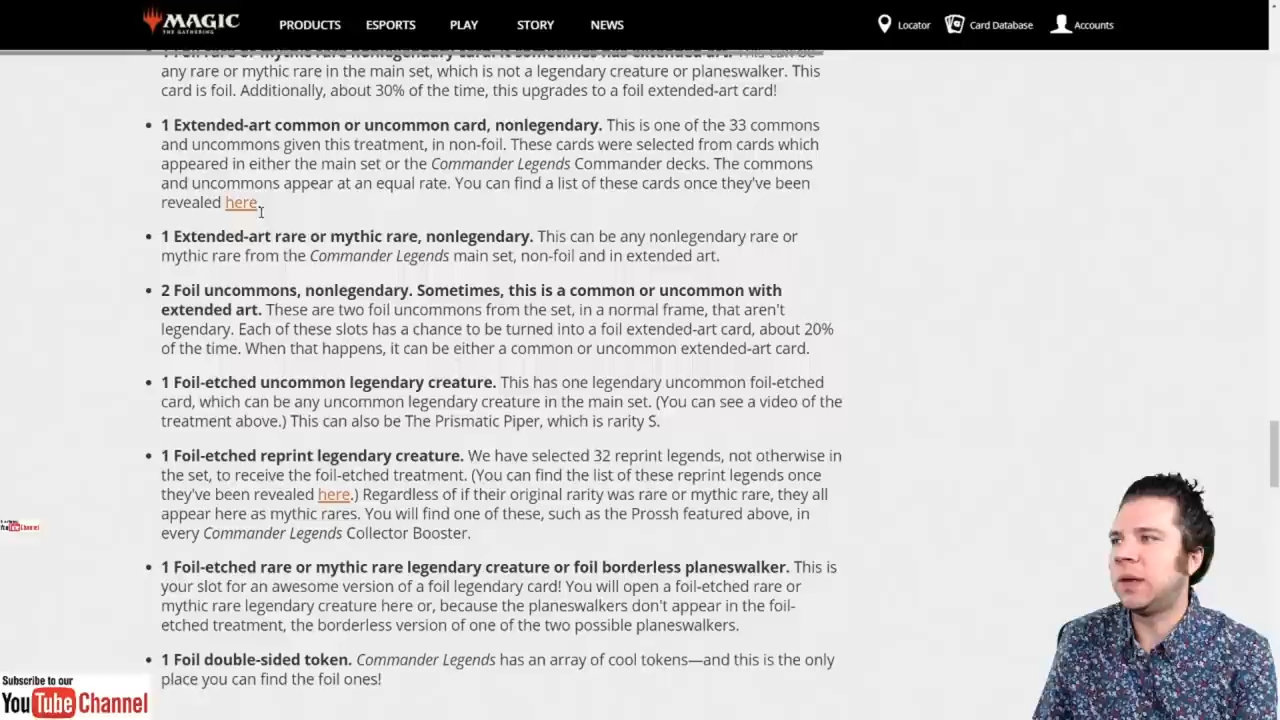 MAGIC
THE GATHERING
PRODUCTS
ESPORTS
PLAY
STORY
NEWS
Locator
Card Database
Accounts
any rare or mythic rare in the main set, which is not a legendary creature or planeswalker. This
card is foil. Additionally, about 30% of the time, this upgrades to a foil extended-art card!
• 1 Extended-art common or uncommon card, nonlegendary. This is one of the 33 commons
and uncommons given this treatment, in non-foil. These cards were selected from cards which
appeared in either the main set or the Commander Legends Commander decks. The commons
and uncommons appear at an equal rate. You can find a list of these cards once they've been
revealed here.
• 1 Extended-art rare or mythic rare, nonlegendary. This can be any nonlegendary rare or
mythic rare from the Commander Legends main set, non-foil and in extended art.
• 2 Foil uncommons, nonlegendary. Sometimes, this is a common or uncommon with
extended art. These are two foil uncommons from the set, in a normal frame, that aren't
legendary. Each of these slots has a chance to be turned into a foil extended-art card, about 20%
of the time. When that happens, it can be either a common or uncommon extended-art card.
• 1 Foil-etched uncommon legendary creature. This has one legendary uncommon foil-etched
card, which can be any uncommon legendary creature in the main set. (You can see a video of the
treatment above.) This can also be The Prismatic Piper, which is rarity S.
• 1 Foil-etched reprint legendary creature. We have selected 32 reprint legends, not otherwise in
the set, to receive the foil-etched treatment. (You can find the list of these reprint legends once
they've been revealed here.) Regardless of if their original rarity was rare or mythic rare, they all
appear here as mythic rares. You will find one of these, such as the Prossh featured above, in
every Commander Legends Collector Booster.
• 1 Foil-etched rare or mythic rare legendary creature or foil borderless planeswalker. This is
your slot for an awesome version of a foil legendary card! You will open a foil-etched rare or
mythic rare legendary creature here or, because the planeswalkers don't appear in the foil-
etched treatment, the borderless version of one of the two possible planeswalkers.
• 1 Foil double-sided token. Commander Legends has an array of cool tokens—and this is the only
place you can find the foil ones!
YouTube Channel
Subscribe to our
YouTube Channel